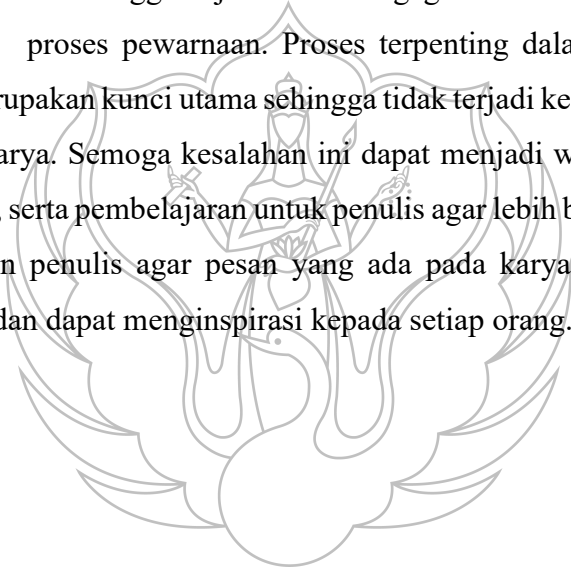 proses pewarnaan. Proses terpenting dala
rupakan kunci utama sehingga tidak terjadi ke
arya. Semoga kesalahan ini dapat menjadi w
, serta pembelajaran untuk penulis agar lebih b
n penulis agar pesan yang ada pada karya
dan dapat menginspirasi kepada setiap orang.